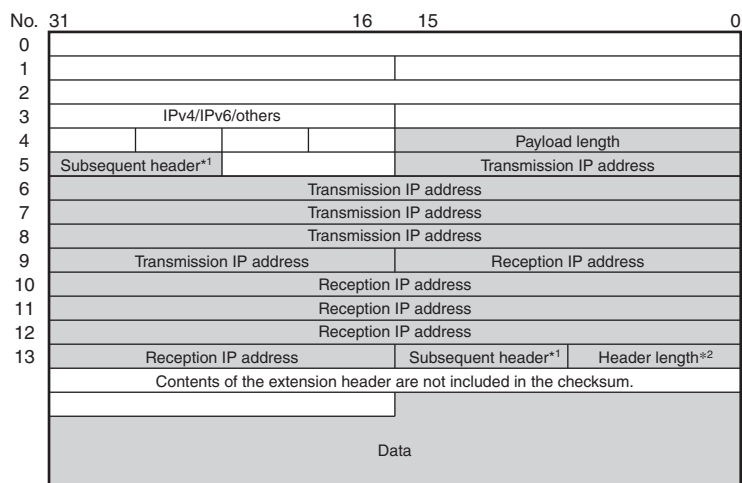 No. 31 16 15 0
0
1
2
3 IPv4/IPv6/others
4 Payload length
5 Subsequent header*1 Transmission IP address
6 Transmission IP address
7 Transmission IP address
8 Transmission IP address
9 Transmission IP address Reception IP address
10 Reception IP address
11 Reception IP address
12 Reception IP address
13 Reception IP address Subsequent header*1 Header length*2
Contents of the extension header are not included in the checksum.
Data